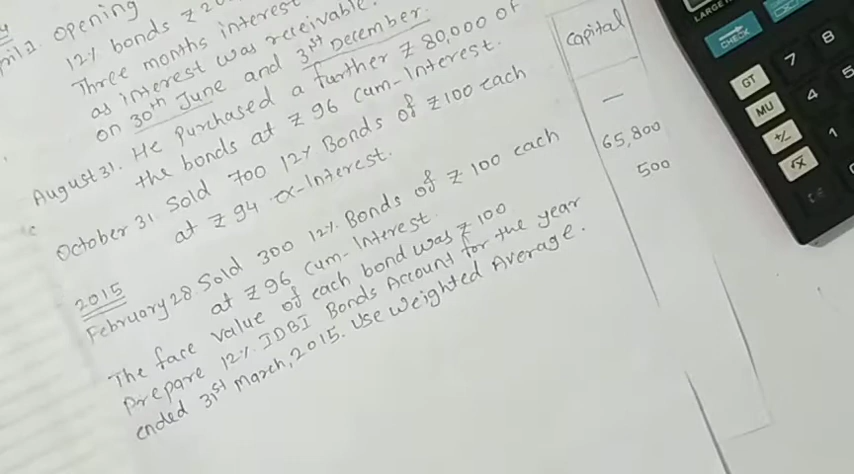 opening
12% bonds ₹20
Three months interest
as interest was receivable.
on 30th June and 31st December.
August 31. He purchased a further ₹ 80,000 of
the bonds at ₹ 96 Cum-Interest.
October 31. Sold 700 12% Bonds of ₹100 each
at ₹ 94 ex-Interest.
2015
February 28. Sold 300 12% Bonds of ₹ 100 each
at ₹96 Cum-Interest.
The face value of each bond was ₹ 100
Prepare 12% IDBI Bonds Account for the year
ended 31st March, 2015. Use Weighted Average.
Capital
—
65,800
500
CHECK
GT
MU
+/-
√x
7
8
4
5
1